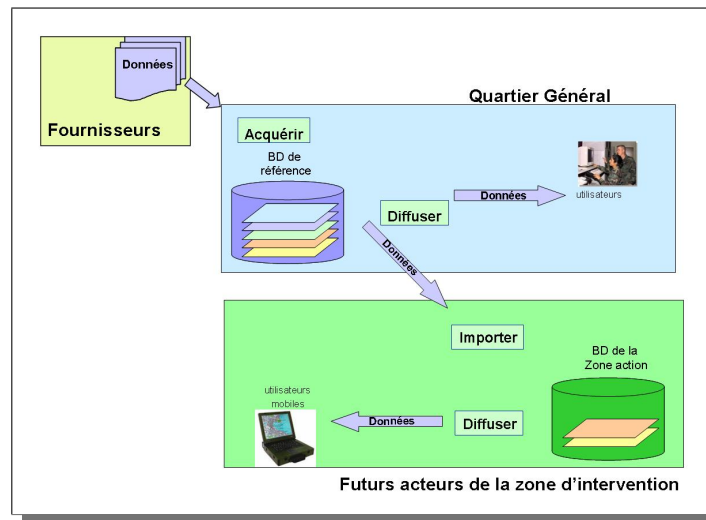 Données
Fournisseurs
Quartier Général
Acquérir
BD de
référence
Données
utilisateurs
Diffuser
Données
Importer
BD de la
Zone action
utilisateurs
mobiles
Données
Diffuser
Futurs acteurs de la zone d'intervention